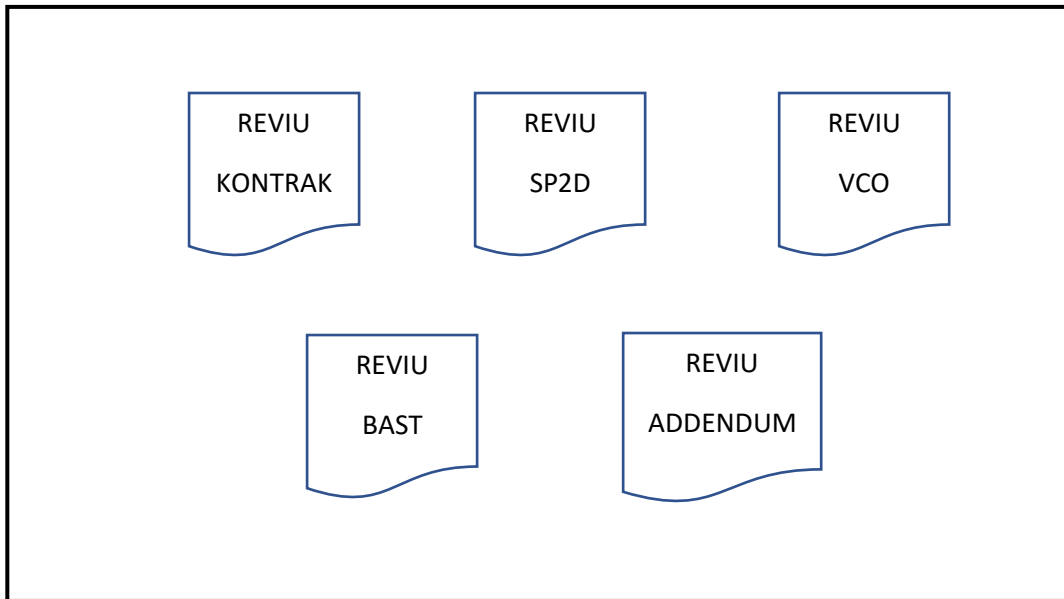 REVIU
KONTRAK
REVIU
SP2D
REVIU
VCO
REVIU
BAST
REVIU
ADDENDUM